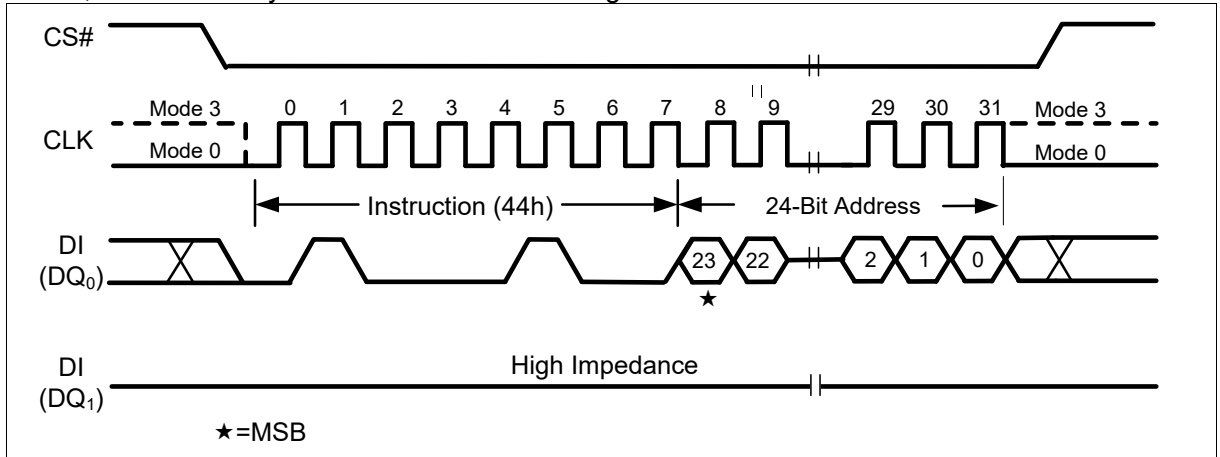 CS#
Mode 3 0 1 2 3 4 5 6 7 8 9 29 30 31 Mode 3
CLK
Mode 0 Mode 0
Instruction (44h) 24-Bit Address
DI
(DQ0) 23 22 2 1 0
★
High Impedance
DI
(DQ1)
★=MSB